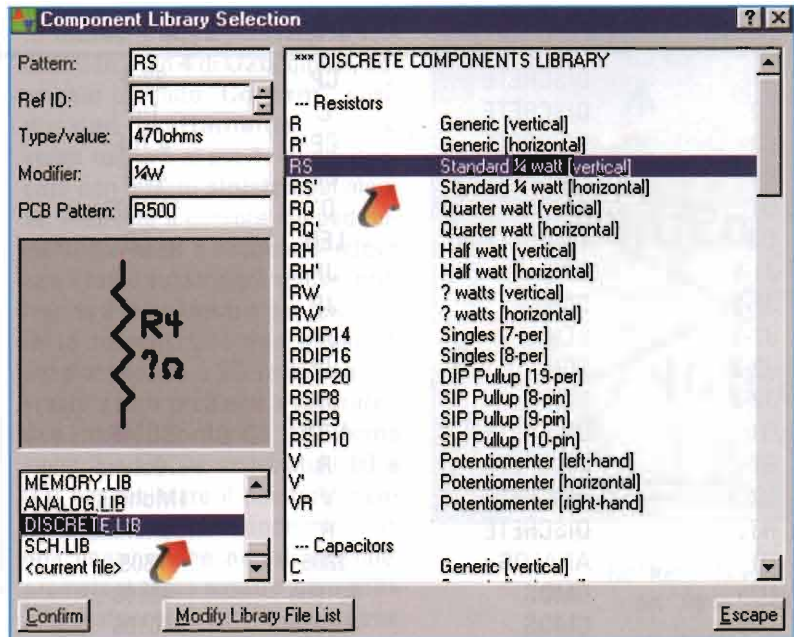 Component Library Selection
Pattern: RS
Ref ID: R1
Type/value: 470ohms
Modifier: ¼W
PCB Pattern: R500
R4
?Ω
MEMORY.LIB
ANALOG.LIB
DISCRETE.LIB
SCH.LIB
<current file>
*** DISCRETE COMPONENTS LIBRARY
--- Resistors
R Generic [vertical]
R' Generic [horizontal]
RS Standard ¼ watt [vertical]
RS' Standard ¼ watt [horizontal]
RQ Quarter watt [vertical]
RQ' Quarter watt [horizontal]
RH Half watt [vertical]
RH' Half watt [horizontal]
RW ? watts [vertical]
RW' ? watts [horizontal]
RDIP14 Singles [7-per]
RDIP16 Singles [8-per]
RDIP20 DIP Pullup [19-per]
RSIP8 SIP Pullup [8-pin]
RSIP9 SIP Pullup [9-pin]
RSIP10 SIP Pullup [10-pin]
V Potentiomenter [left-hand]
V' Potentiomenter [horizontal]
VR Potentiomenter [right-hand]
--- Capacitors
C Generic [vertical]
Confirm
Modify Library File List
Escape